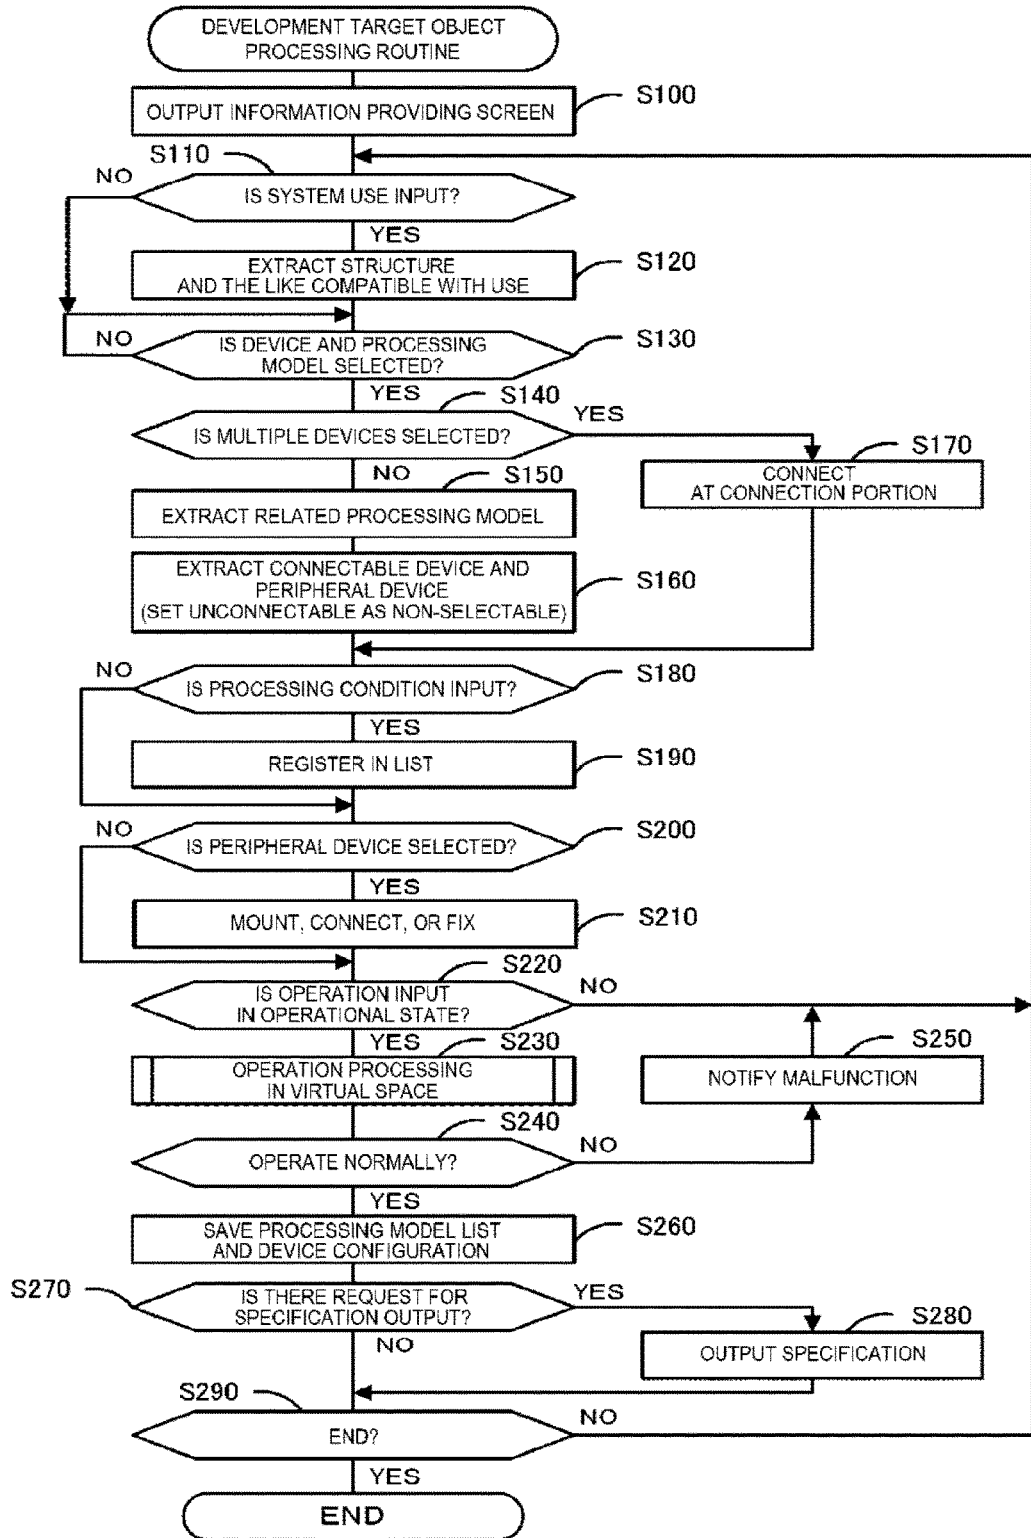 DEVELOPMENT TARGET OBJECT
PROCESSING ROUTINE
OUTPUT INFORMATION PROVIDING SCREEN
S100
S110
NO
IS SYSTEM USE INPUT?
YES
EXTRACT STRUCTURE
AND THE LIKE COMPATIBLE WITH USE
S120
NO
IS DEVICE AND PROCESSING
MODEL SELECTED?
S130
YES
S140
IS MULTIPLE DEVICES SELECTED?
YES
S170
CONNECT
AT CONNECTION PORTION
NO
S150
EXTRACT RELATED PROCESSING MODEL
EXTRACT CONNECTABLE DEVICE AND
PERIPHERAL DEVICE
(SET UNCONNECTABLE AS NON-SELECTABLE)
S160
NO
IS PROCESSING CONDITION INPUT?
S180
YES
REGISTER IN LIST
S190
NO
IS PERIPHERAL DEVICE SELECTED?
S200
YES
MOUNT, CONNECT, OR FIX
S210
S220
IS OPERATION INPUT
IN OPERATIONAL STATE?
NO
YES
S230
OPERATION PROCESSING
IN VIRTUAL SPACE
S250
NOTIFY MALFUNCTION
S240
OPERATE NORMALLY?
NO
YES
SAVE PROCESSING MODEL LIST
AND DEVICE CONFIGURATION
S260
S270
IS THERE REQUEST FOR
SPECIFICATION OUTPUT?
YES
NO
S280
OUTPUT SPECIFICATION
S290
END?
NO
YES
END